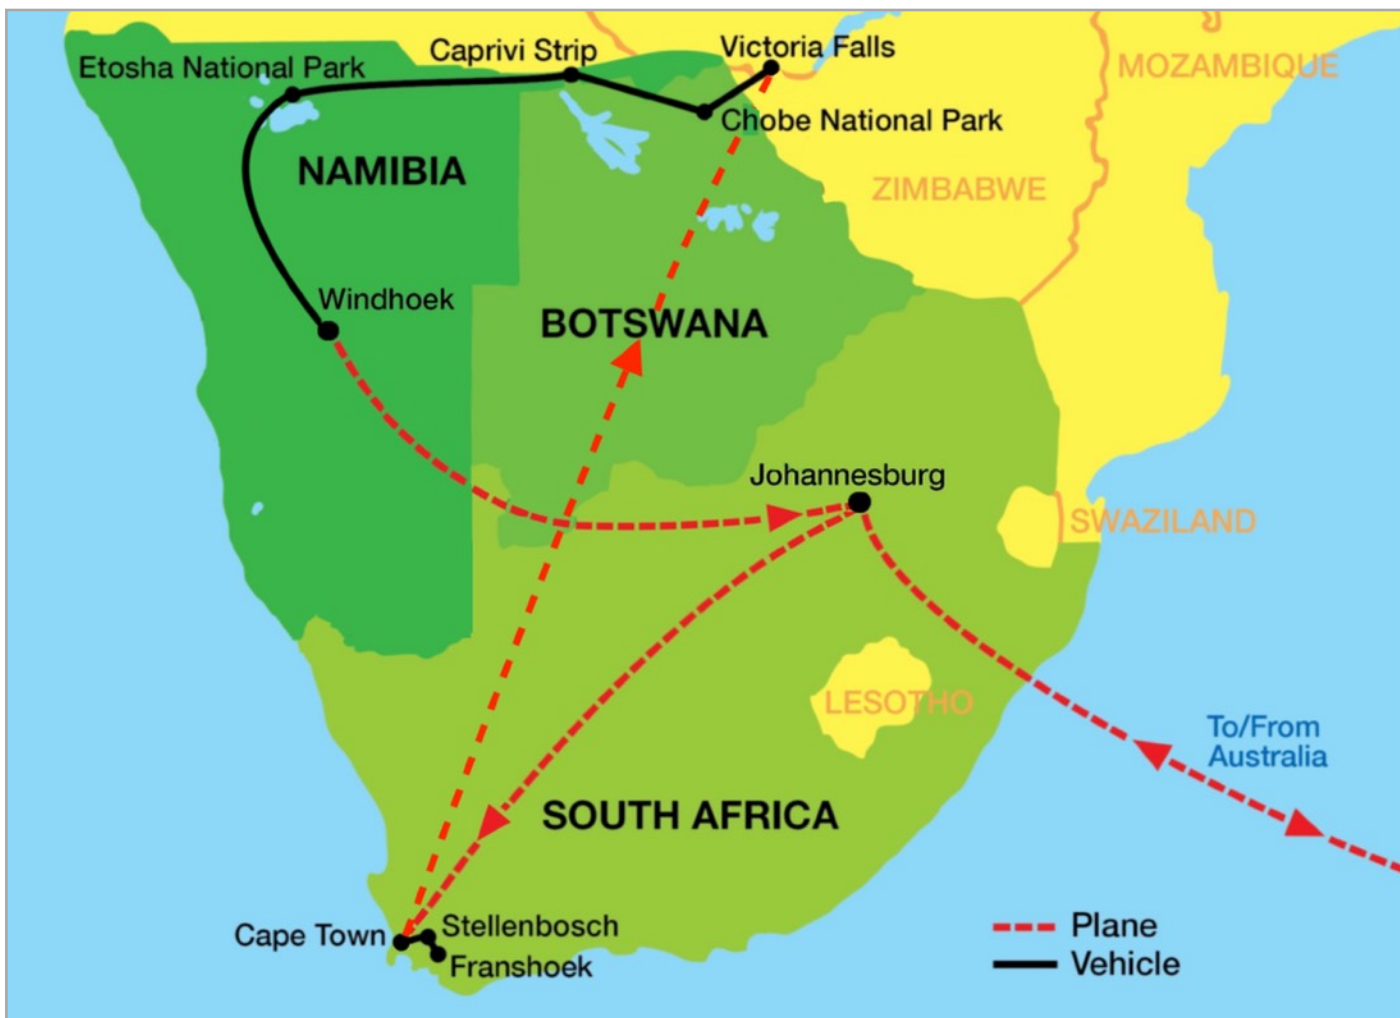 Caprivi Strip
Victoria Falls
MOZAMBIQUE
Etosha National Park
Chobe National Park
NAMIBIA
ZIMBABWE
Windhoek
BOTSWANA
Johannesburg
SWAZILAND
LESOTHO
To/From
Australia
SOUTH AFRICA
Cape Town
Stellenbosch
Franshoek
Plane
Vehicle